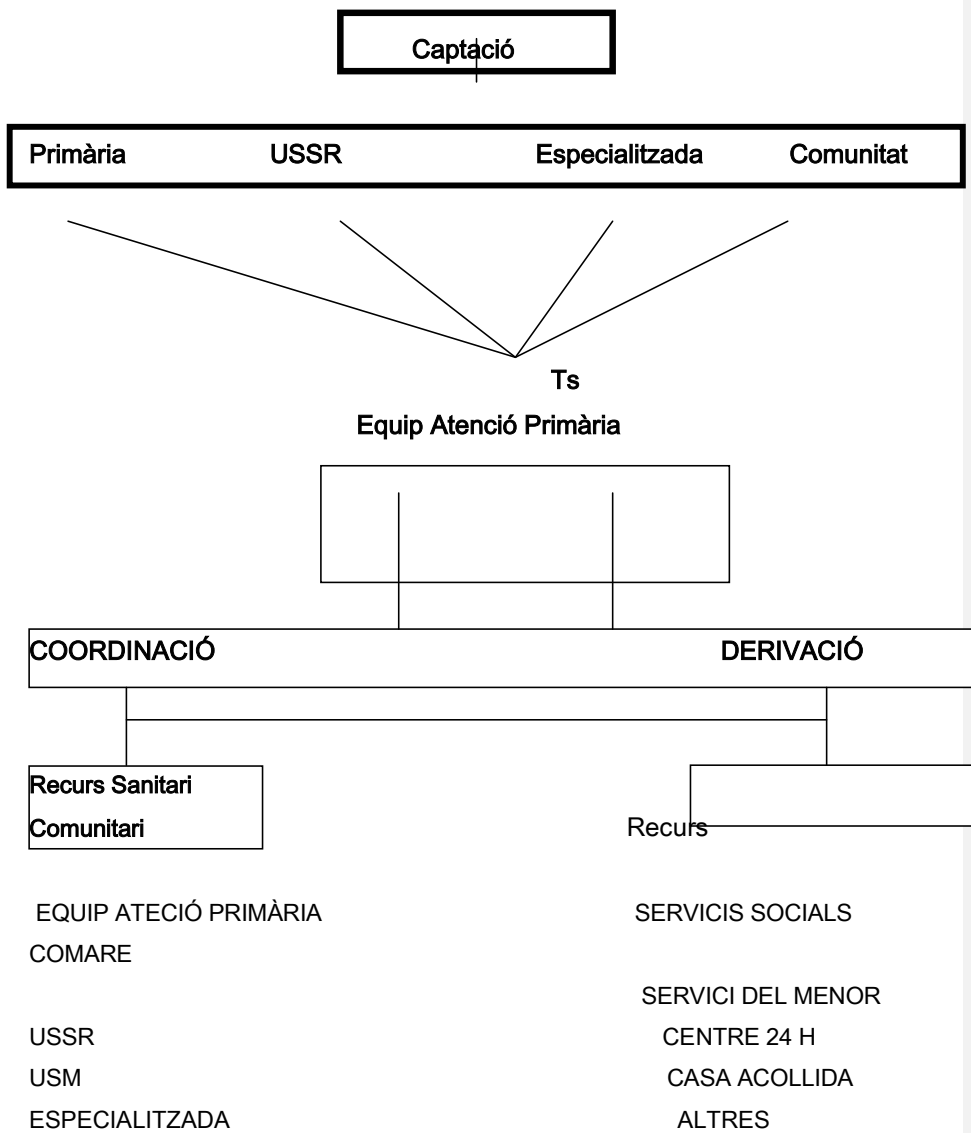 Captació
Primària USSR Especialitzada Comunitat
Ts
Equip Atenció Primària
COORDINACIÓ DERIVACIÓ
Recurs Sanitari
Comunitari Recurs
EQUIP ATECIÓ PRIMÀRIA SERVICIS SOCIALS
COMARE
SERVICI DEL MENOR
USSR CENTRE 24 H
USM CASA ACOLLIDA
ESPECIALITZADA ALTRES